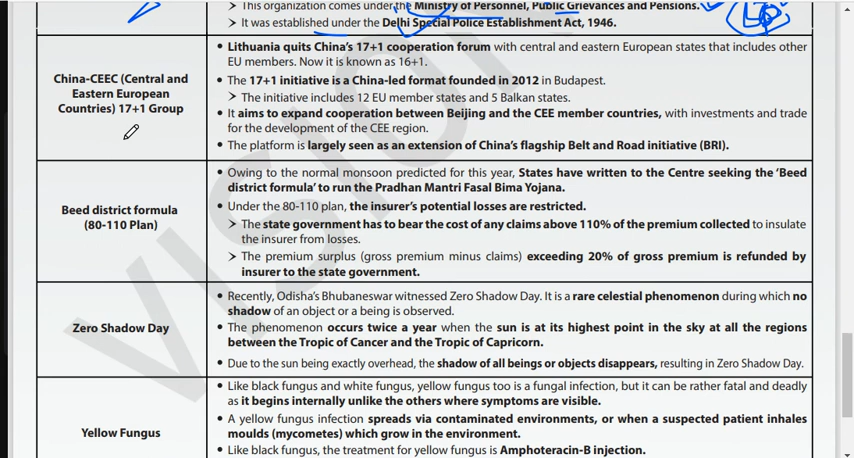 ➤ This organization comes under the Ministry of Personnel, Public Grievances and Pensions.
➤ It was established under the Delhi Special Police Establishment Act, 1946.
China-CEEC (Central and
Eastern European
Countries) 17+1 Group
• Lithuania quits China's 17+1 cooperation forum with central and eastern European states that includes other
EU members. Now it is known as 16+1.
• The 17+1 initiative is a China-led format founded in 2012 in Budapest.
➤ The initiative includes 12 EU member states and 5 Balkan states.
• It aims to expand cooperation between Beijing and the CEE member countries, with investments and trade
for the development of the CEE region.
• The platform is largely seen as an extension of China's flagship Belt and Road initiative (BRI).
Beed district formula
(80-110 Plan)
• Owing to the normal monsoon predicted for this year, States have written to the Centre seeking the 'Beed
district formula' to run the Pradhan Mantri Fasal Bima Yojana.
• Under the 80-110 plan, the insurer's potential losses are restricted.
➤ The state government has to bear the cost of any claims above 110% of the premium collected to insulate
the insurer from losses.
➤ The premium surplus (gross premium minus claims) exceeding 20% of gross premium is refunded by
insurer to the state government.
Zero Shadow Day
• Recently, Odisha's Bhubaneswar witnessed Zero Shadow Day. It is a rare celestial phenomenon during which no
shadow of an object or a being is observed.
• The phenomenon occurs twice a year when the sun is at its highest point in the sky at all the regions
between the Tropic of Cancer and the Tropic of Capricorn.
• Due to the sun being exactly overhead, the shadow of all beings or objects disappears, resulting in Zero Shadow Day.
Yellow Fungus
• Like black fungus and white fungus, yellow fungus too is a fungal infection, but it can be rather fatal and deadly
as it begins internally unlike the others where symptoms are visible.
• A yellow fungus infection spreads via contaminated environments, or when a suspected patient inhales
moulds (mycometes) which grow in the environment.
• Like black fungus, the treatment for yellow fungus is Amphoteracin-B injection.
VISION